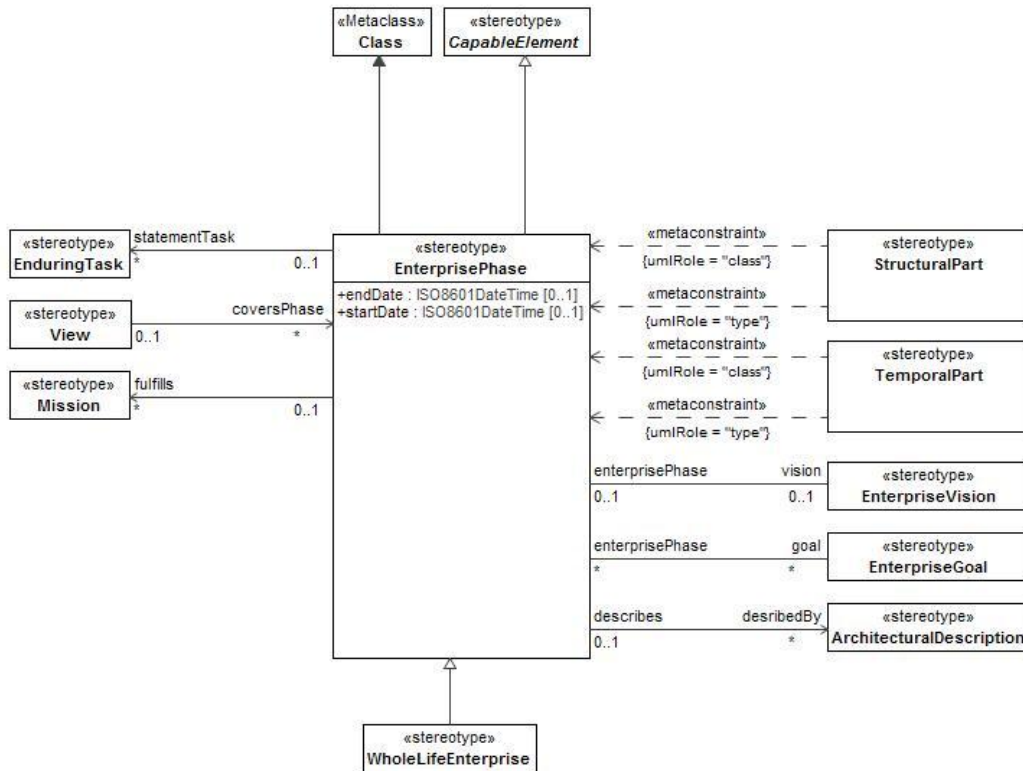 «Metaclass»
Class
«stereotype»
CapableElement
«stereotype»
EnduringTask
statementTask
*
0..1
«stereotype»
View
coversPhase
0..1
*
«stereotype»
Mission
fulfills
*
0..1
«stereotype»
EnterprisePhase
+endDate : ISO8601DateTime [0..1]
+startDate : ISO8601DateTime [0..1]
«metaconstraint»
{umlRole = "class"}
«metaconstraint»
{umlRole = "type"}
«stereotype»
StructuralPart
«metaconstraint»
{umlRole = "class"}
«metaconstraint»
{umlRole = "type"}
«stereotype»
TemporalPart
enterprisePhase
vision
0..1
0..1
«stereotype»
EnterpriseVision
enterprisePhase
goal
*
*
«stereotype»
EnterpriseGoal
describes
desribedBy
0..1
*
«stereotype»
ArchitecturalDescription
«stereotype»
WholeLifeEnterprise